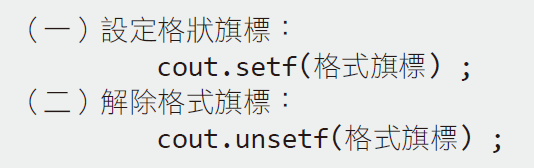 （一）設定格狀旗標：
cout.setf(格式旗標) ;
（二）解除格式旗標：
cout.unsetf(格式旗標) ;